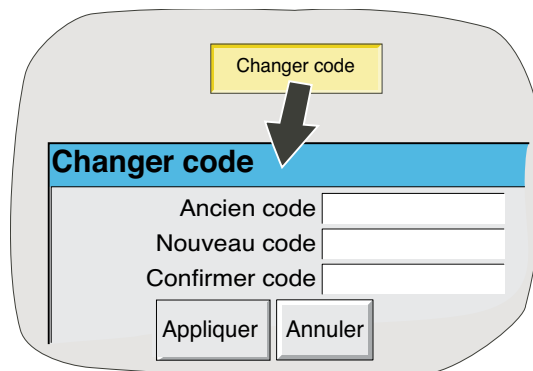 Changer code
Changer code
Ancien code
Nouveau code
Confirmer code
Appliquer Annuler